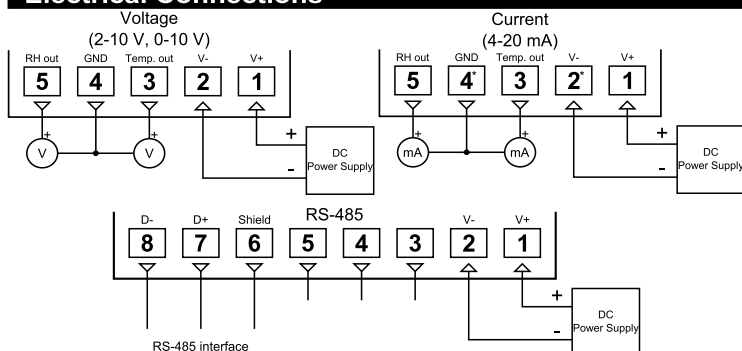 Electrical Connections
Voltage
(2-10 V, 0-10 V)
RH out GND Temp. out V- V+
5 4 3 2 1
+ +
V V
+
-
DC
Power Supply
Current
(4-20 mA)
RH out GND Temp. out V- V+
5 4* 3 2* 1
+ +
mA mA
+
-
DC
Power Supply
RS-485
D- D+ Shield V- V+
8 7 6 5 4 3 2 1
+
-
DC
Power Supply
RS-485 interface